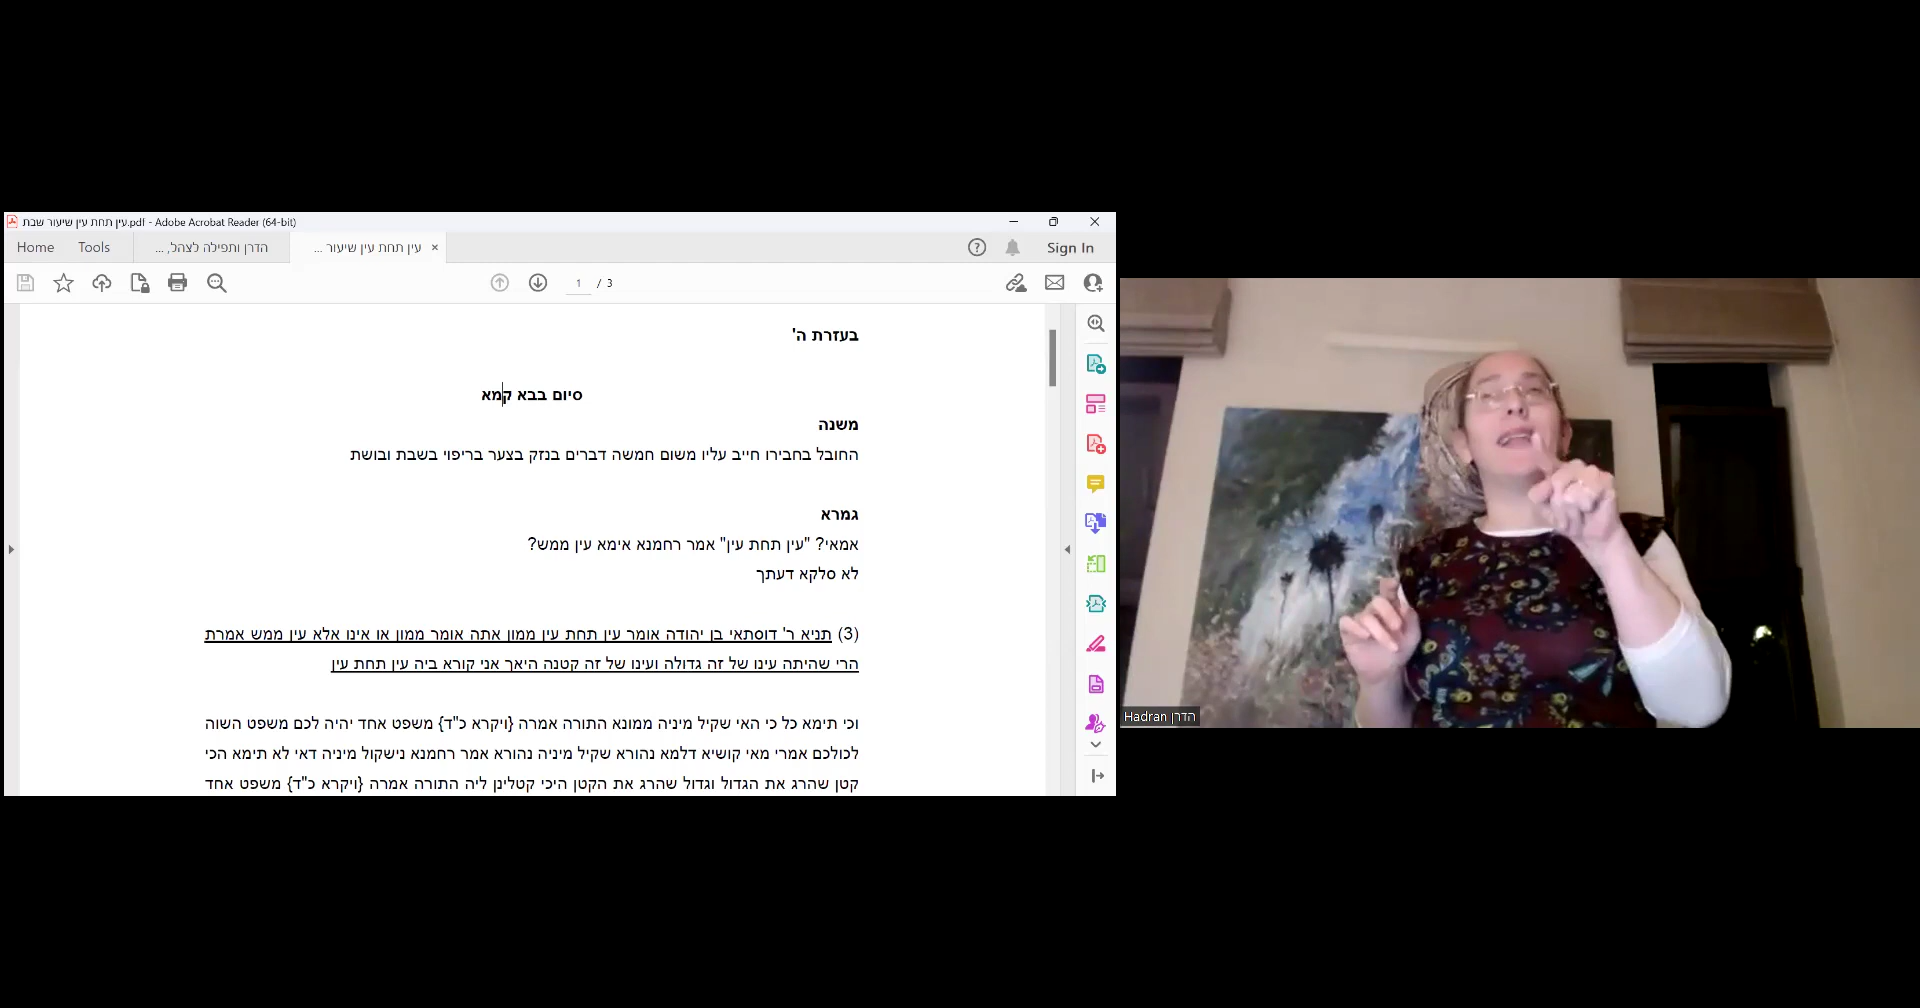 עין תחת עין שיעור שבת.pdf - Adobe Acrobat Reader (64-bit)
Home Tools הדרן ותפילה לצהל, ... עין תחת עין שיעור ... × Sign In
1 / 3
בעזרת ה'
סיום בבא קמא
משנה
החובל בחבירו חייב עליו משום חמשה דברים בנזק בצער בריפוי בשבת ובושת
גמרא
אמאי? "עין תחת עין" אמר רחמנא אימא עין ממש?
לא סלקא דעתך
(3) תניא ר' דוסתאי בן יהודה אומר עין תחת עין ממון אתה אומר ממון או אינו אלא עין ממש אמרת
הרי שהיתה עינו של זה גדולה ועינו של זה קטנה היאך אני קורא ביה עין תחת עין
וכי תימא כל כי האי שקיל מיניה ממונא התורה אמרה {ויקרא כ"ד} משפט אחד יהיה לכם משפט השוה
לכולכם אמרי מאי קושיא דלמא נהורא שקיל מיניה נהורא אמר רחמנא נישקול מיניה דאי לא תימא הכי
קטן שהרג את הגדול וגדול שהרג את הקטן היכי קטלינן ליה התורה אמרה {ויקרא כ"ד} משפט אחד
Hadran הדרן